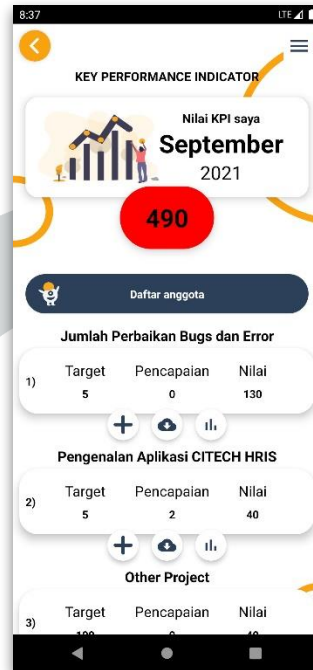 8:37 LTE
KEY PERFORMANCE INDICATOR
Nilai KPI saya
September
2021
490
Daftar anggota
Jumlah Perbaikan Bugs dan Error
1) Target Pencapaian Nilai
5 0 130
Pengenalan Aplikasi CITECH HRIS
2) Target Pencapaian Nilai
5 2 40
Other Project
3) Target Pencapaian Nilai